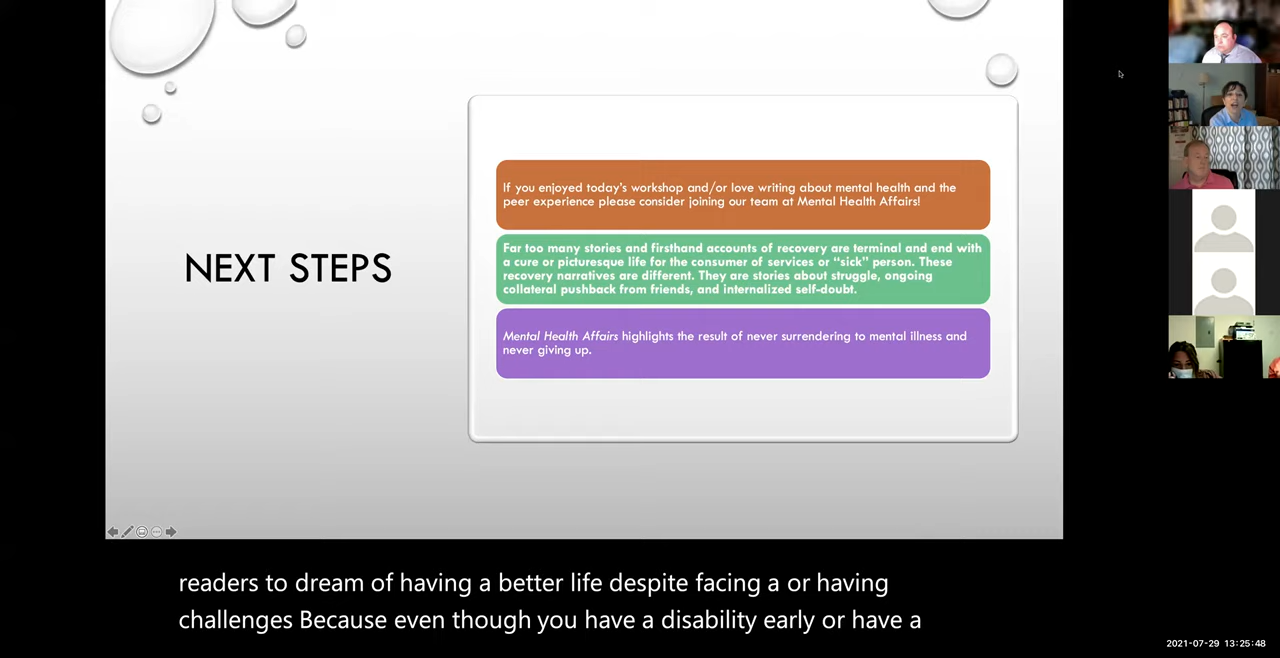 NEXT STEPS
If you enjoyed today's workshop and/or love writing about mental health and the
peer experience please consider joining our team at Mental Health Affairs!
Far too many stories and firsthand accounts of recovery are terminal and end with
a cure or picturesque life for the consumer of services or “sick” person. These
recovery narratives are different. They are stories about struggle, ongoing
collateral pushback from friends, and internalized self-doubt.
Mental Health Affairs highlights the result of never surrendering to mental illness and
never giving up.
readers to dream of having a better life despite facing a or having
challenges Because even though you have a disability early or have a
2021-07-29 13:25:48